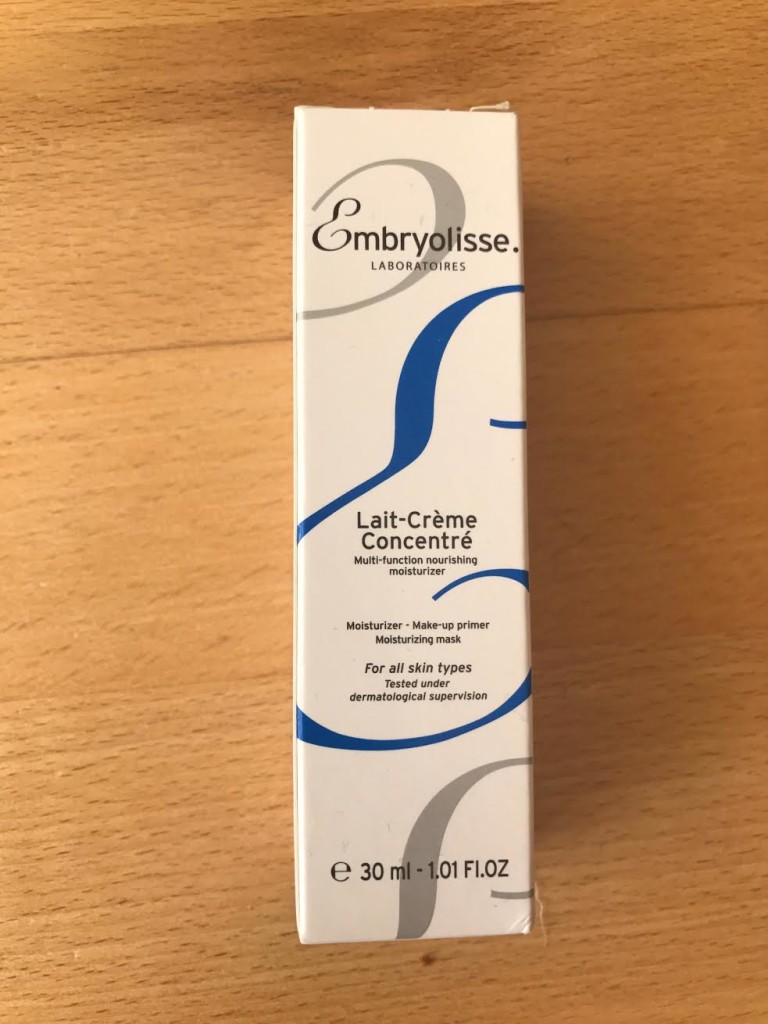 Embryolisse.
LABORATOIRES
Lait-Crème
Concentré
Multi-function nourishing
moisturizer
Moisturizer - Make-up primer
Moisturizing mask
For all skin types
Tested under
dermatological supervision
℮ 30 ml - 1.01 Fl.OZ